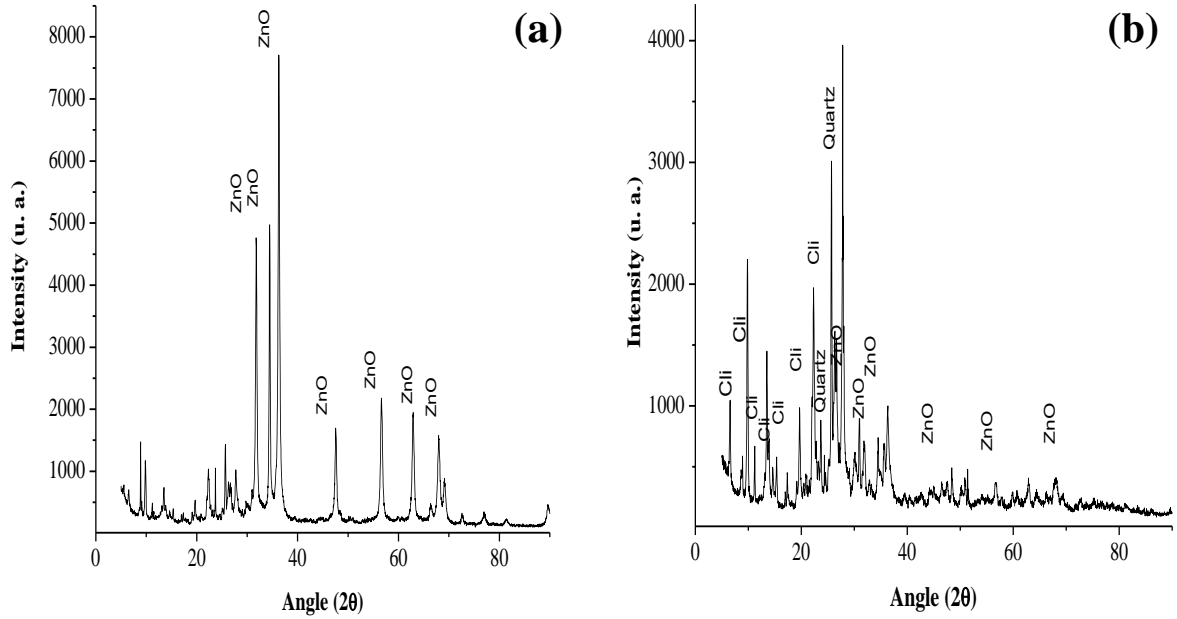 (a)
ZnO
ZnO
ZnO
ZnO
ZnO
ZnO
ZnO
8000
7000
6000
5000
4000
3000
2000
1000
0
20
40
60
80
Intensity (u. a.)
Angle (2θ)
(b)
Quartz
Cli
Cli
Cli
Cli
Cli
Cli
Cli
Quartz
ZnO
ZnO
ZnO
ZnO
ZnO
ZnO
4000
3000
2000
1000
0
20
40
60
80
Intensity (u. a.)
Angle (2θ)